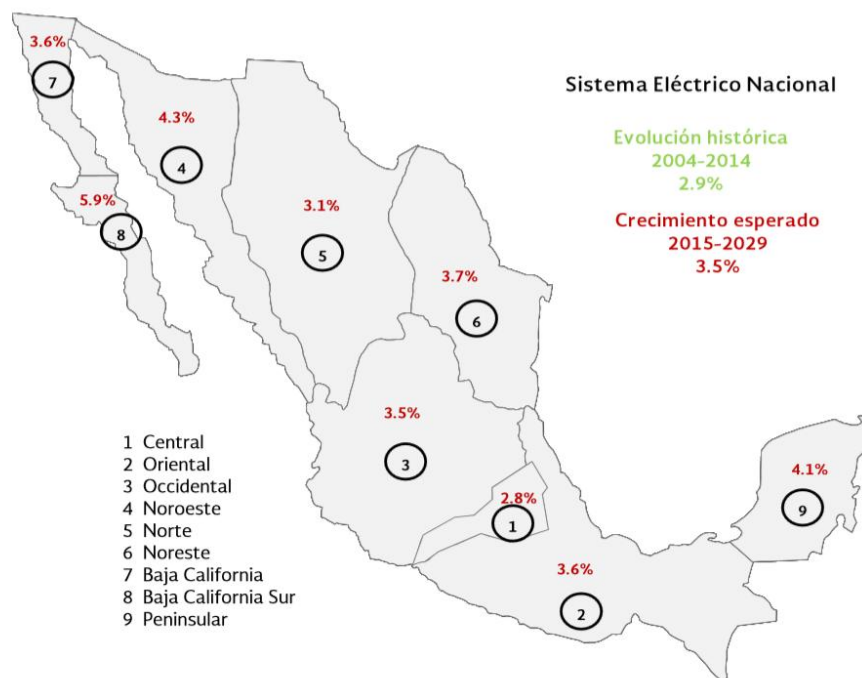 Sistema Eléctrico Nacional
Evolución histórica
2004-2014
2.9%
Crecimiento esperado
2015-2029
3.5%
3.6%
7
4.3%
4
5.9%
8
3.1%
5
3.7%
6
3.5%
3
2.8%
1
3.6%
2
4.1%
9
1 Central
2 Oriental
3 Occidental
4 Noroeste
5 Norte
6 Noreste
7 Baja California
8 Baja California Sur
9 Peninsular